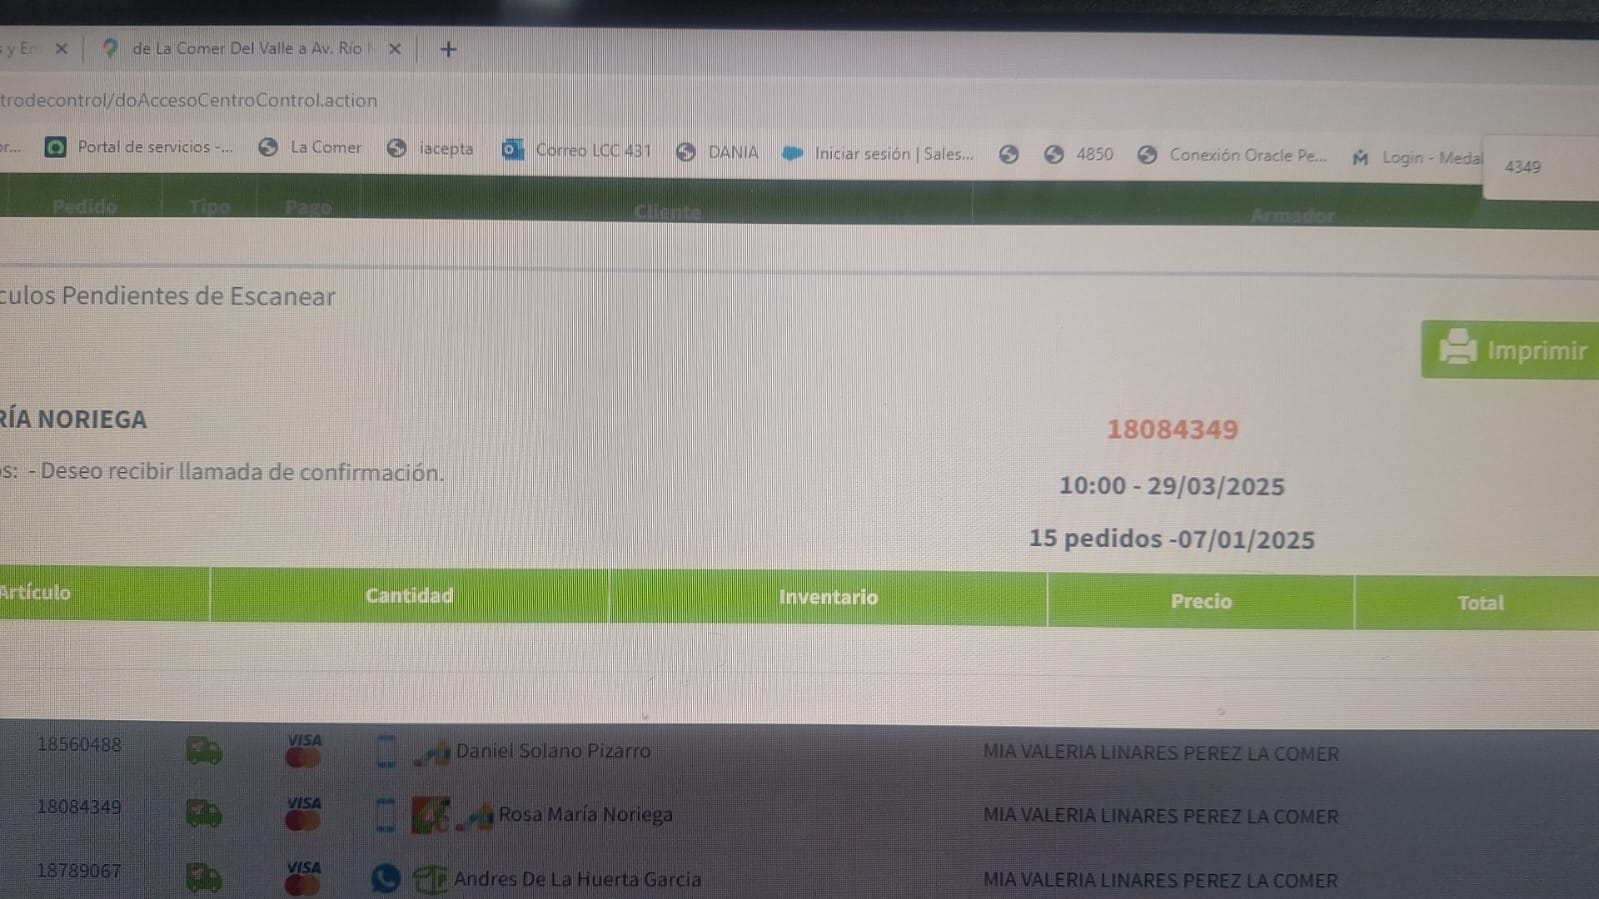 s y En × de La Comer Del Valle a Av. Río × +
trodecontrol/doAccesoCentroControl.action
or... Portal de servicios -... La Comer iacepta Correo LCC 431 DANIA Iniciar sesión | Sales... 4850 Conexión Oracle Pe... Login - Medal 4349
Pedido Tipo Pago Cliente Armador
culos Pendientes de Escanear
Imprimir
RÍA NORIEGA 18084349
os: - Deseo recibir llamada de confirmación. 10:00 - 29/03/2025
15 pedidos -07/01/2025
Artículo Cantidad Inventario Precio Total
18560488 VISA Daniel Solano Pizarro MIA VALERIA LINARES PEREZ LA COMER
18084349 VISA Rosa María Noriega MIA VALERIA LINARES PEREZ LA COMER
18789067 VISA Andres De La Huerta Garcia MIA VALERIA LINARES PEREZ LA COMER